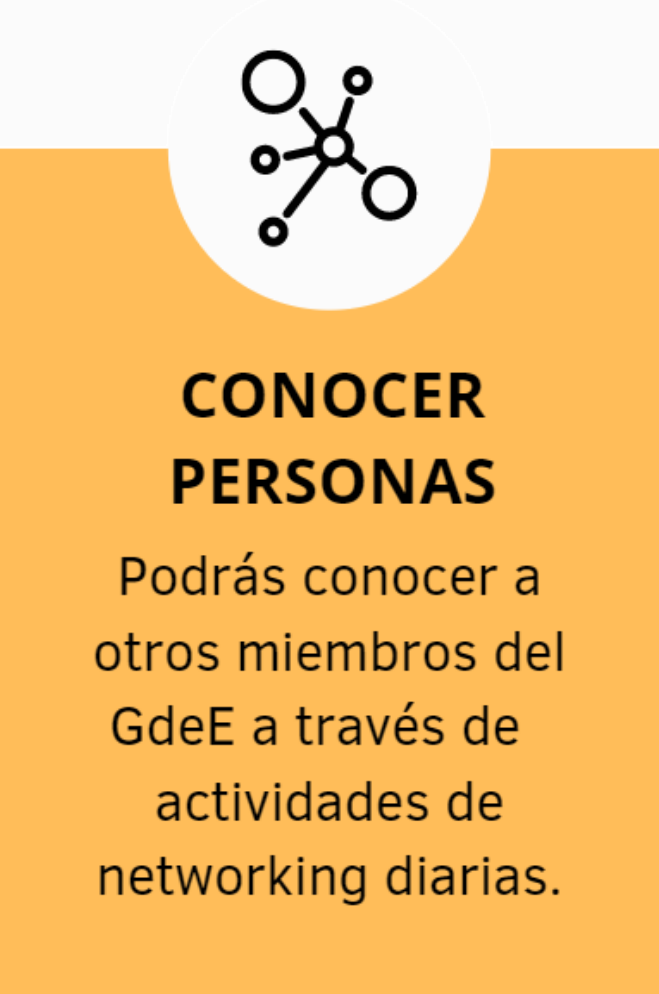 CONOCER
PERSONAS
Podrás conocer a
otros miembros del
GdeE a través de
actividades de
networking diarias.